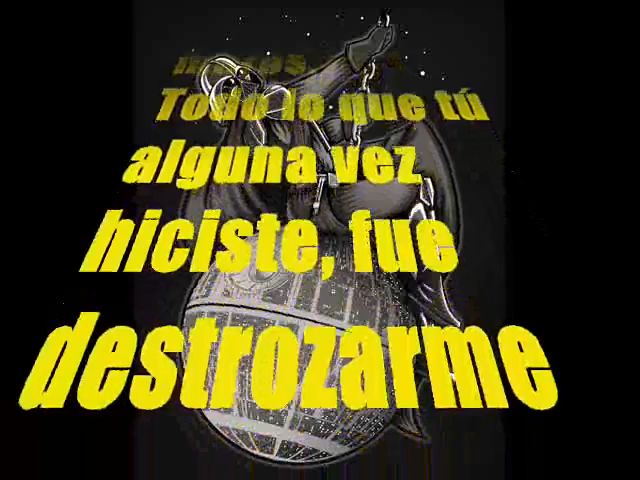 Todo lo que tú
alguna vez
hiciste, fue
destrozarme